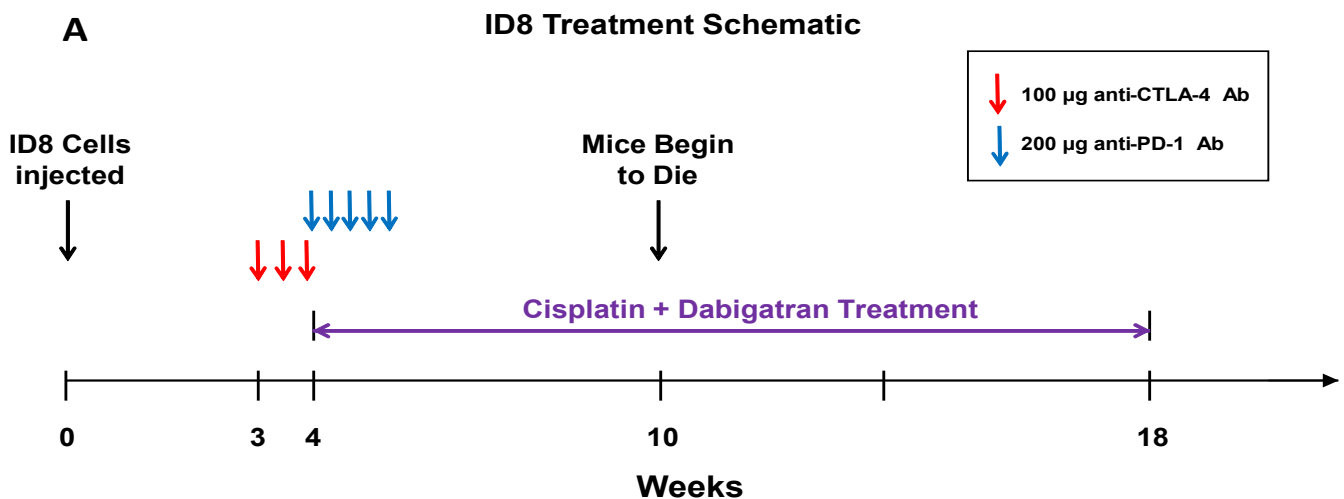 A
ID8 Treatment Schematic
100 µg anti-CTLA-4 Ab
200 µg anti-PD-1 Ab
ID8 Cells
injected
Mice Begin
to Die
Cisplatin + Dabigatran Treatment
0 3 4 10 18
Weeks